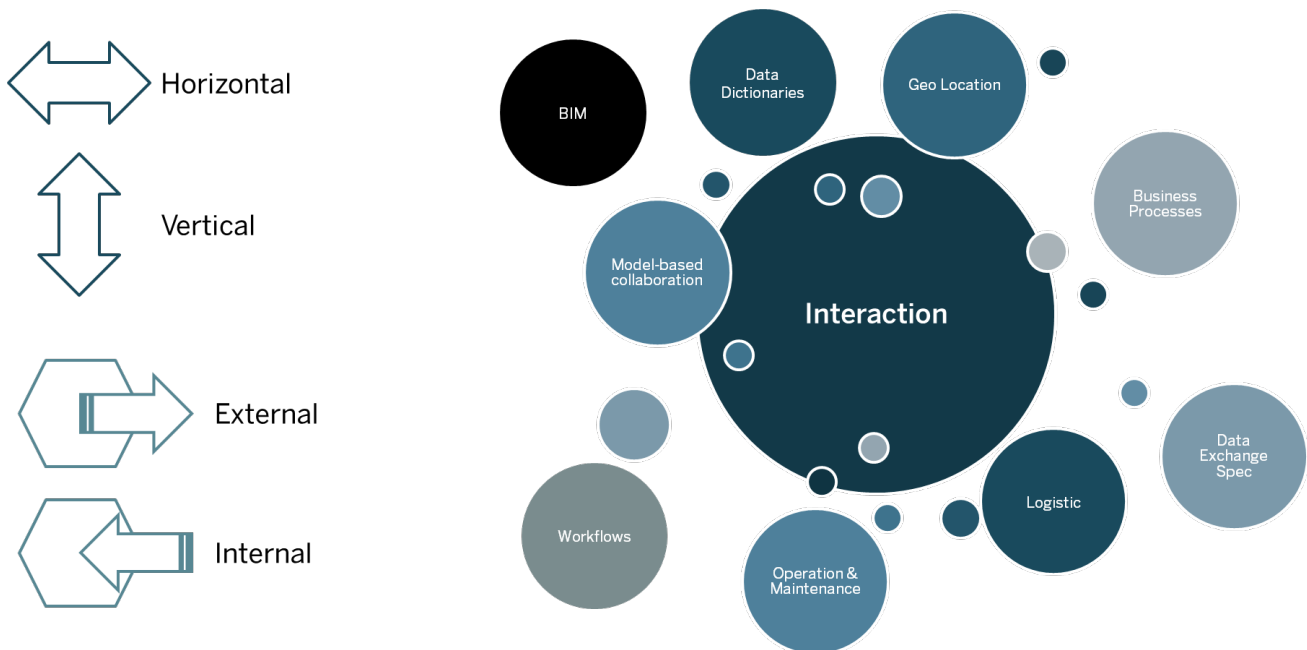 Horizontal
Vertical
External
Internal
BIM
Data
Dictionaries
Geo Location
Business
Processes
Model-based
collaboration
Interaction
Data
Exchange
Spec
Logistic
Workflows
Operation &
Maintenance